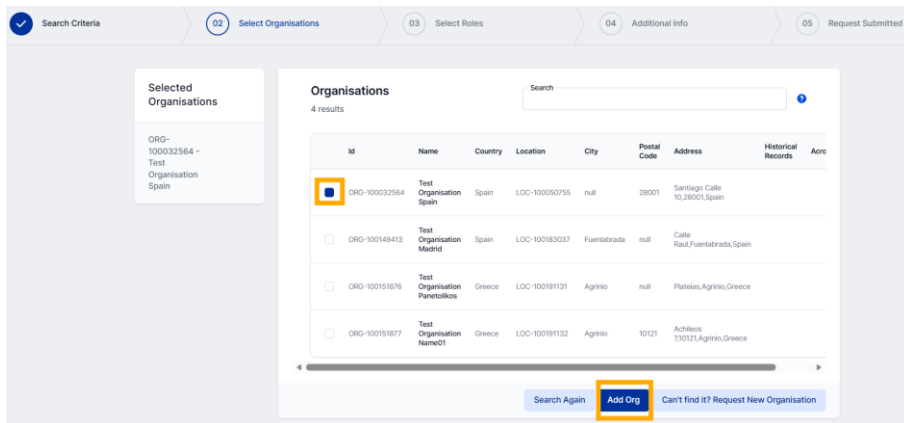 Search Criteria
02 Select Organisations
03 Select Roles
04 Additional Info
05 Request Submitted
Selected
Organisations
ORG-
100032564 -
Test
Organisation
Spain
Organisations
4 results
Search
?
Id Name Country Location City Postal Code Address Historical Records Acro
ORG-100032564 Test Organisation Spain Spain LOC-100050755 null 28001 Santiago Calle 10,28001,Spain
ORG-100149413 Test Organisation Madrid Spain LOC-100183037 Fuenlabrada null Calle Raul,Fuenlabrada,Spain
ORG-100151876 Test Organisation Panetolikos Greece LOC-100191131 Agrinio null Plateias,Agrinio,Greece
ORG-100151877 Test Organisation Name01 Greece LOC-100191132 Agrinio 10121 Achileos 7,10121,Agrinio,Greece
Search Again Add Org Can't find it? Request New Organisation